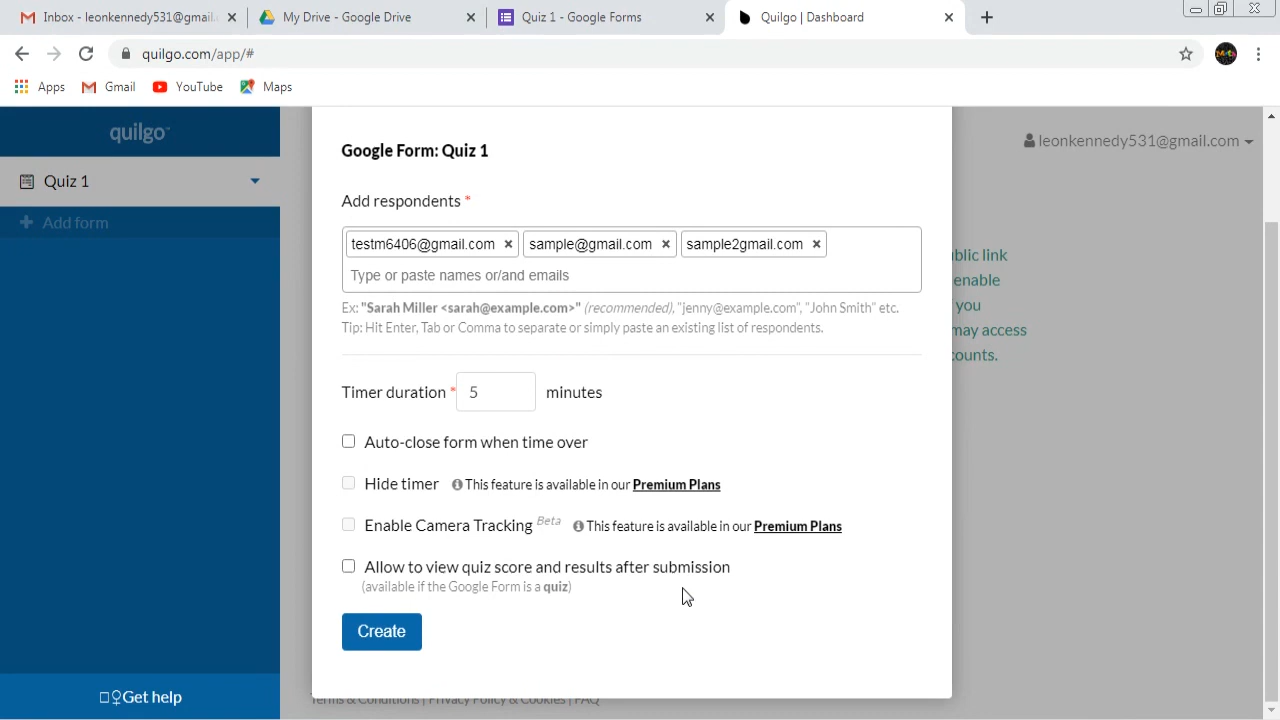 Inbox - leonkennedy531@gmail.
My Drive - Google Drive
Quiz 1 - Google Forms
Quilgo | Dashboard
quilgo.com/app/#
Apps
Gmail
YouTube
Maps
quilgo
Quiz 1
Add form
Get help
leonkennedy531@gmail.com
Google Form: Quiz 1
Add respondents *
testm6406@gmail.com × sample@gmail.com × sample2gmail.com ×
Type or paste names or/and emails
Ex: "Sarah Miller <sarah@example.com>" (recommended), "jenny@example.com", "John Smith" etc.
Tip: Hit Enter, Tab or Comma to separate or simply paste an existing list of respondents.
Timer duration * 5 minutes
Auto-close form when time over
Hide timer This feature is available in our Premium Plans
Enable Camera Tracking Beta This feature is available in our Premium Plans
Allow to view quiz score and results after submission
(available if the Google Form is a quiz)
Create
Terms & Conditions | Privacy Policy & Cookies | FAQ
blic link
enable
you
may access
counts.